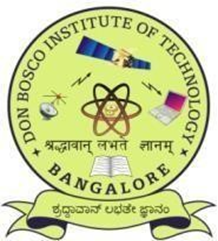 DON BOSCO INSTITUTE OF TECHNOLOGY
श्रद्धावान् लभते ज्ञानम्
BANGALORE
ಶ್ರದ್ಧಾವಾನ್ ಲಭತೇ ಜ್ಞಾನಂ